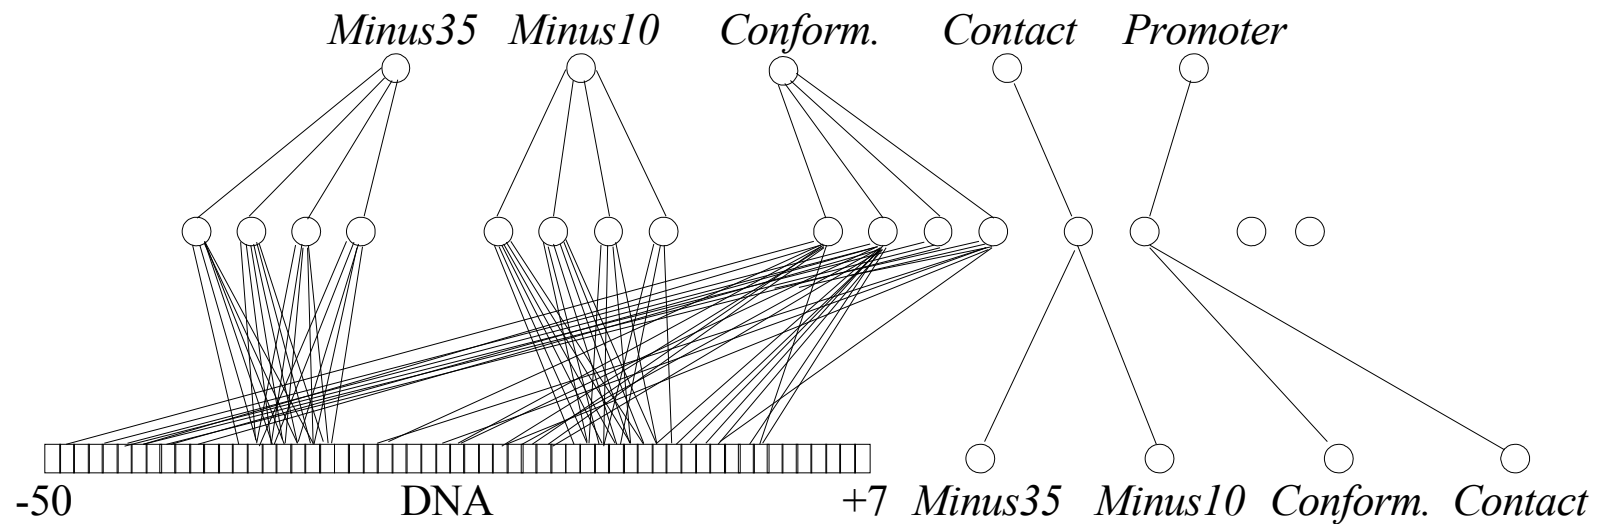 Minus35 Minus10 Conform. Contact Promoter
-50 DNA +7 Minus35 Minus10 Conform. Contact